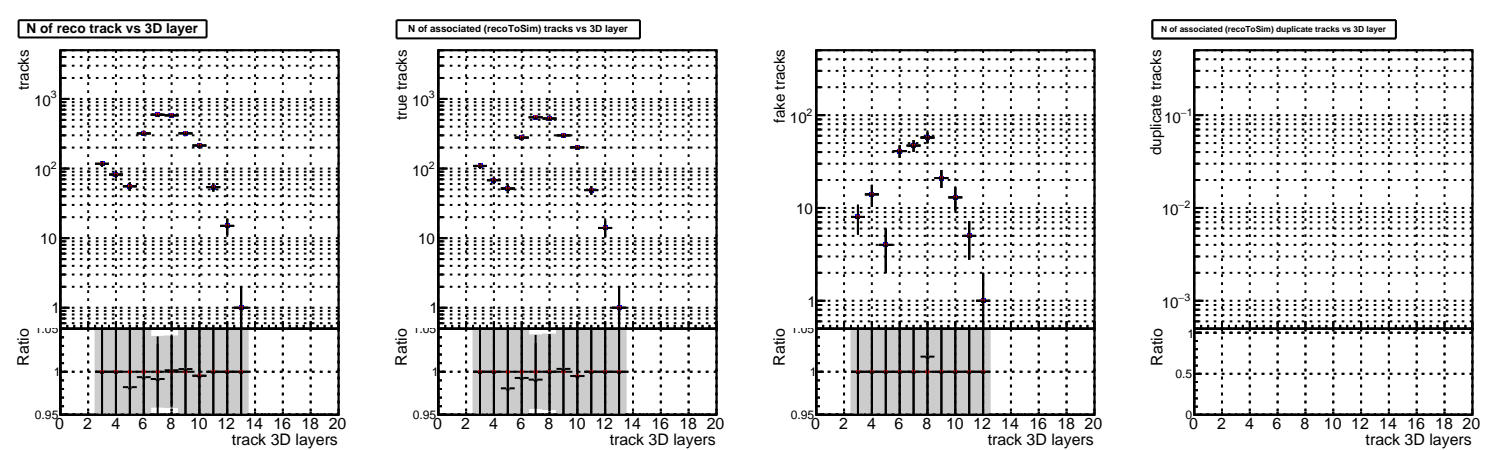 N of reco track vs 3D layer
tracks
10³
10²
10
1
Ratio
1.05
1
0.95
0 2 4 6 8 10 12 14 16 18 20
track 3D layers
N of associated (recoToSim) tracks vs 3D layer
true tracks
10³
10²
10
1
Ratio
1.05
1
0.95
0 2 4 6 8 10 12 14 16 18 20
track 3D layers
fake tracks
10²
10
1
Ratio
1.05
1
0.95
0 2 4 6 8 10 12 14 16 18 20
track 3D layers
N of associated (recoToSim) duplicate tracks vs 3D layer
duplicate tracks
10⁻¹
10⁻²
10⁻³
Ratio
1
0.5
0
0 2 4 6 8 10 12 14 16 18 20
track 3D layers